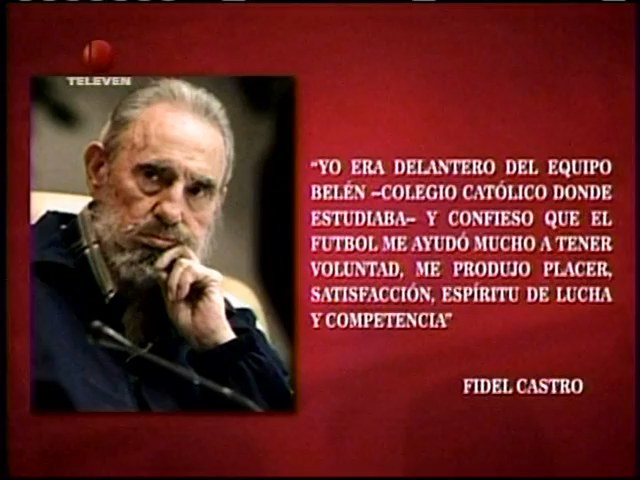 TELEVEN
"YO ERA DELANTERO DEL EQUIPO
BELÉN –COLEGIO CATÓLICO DONDE
ESTUDIABA– Y CONFIESO QUE EL
FUTBOL ME AYUDÓ MUCHO A TENER
VOLUNTAD, ME PRODUJO PLACER,
SATISFACCIÓN, ESPÍRITU DE LUCHA
Y COMPETENCIA"
FIDEL CASTRO